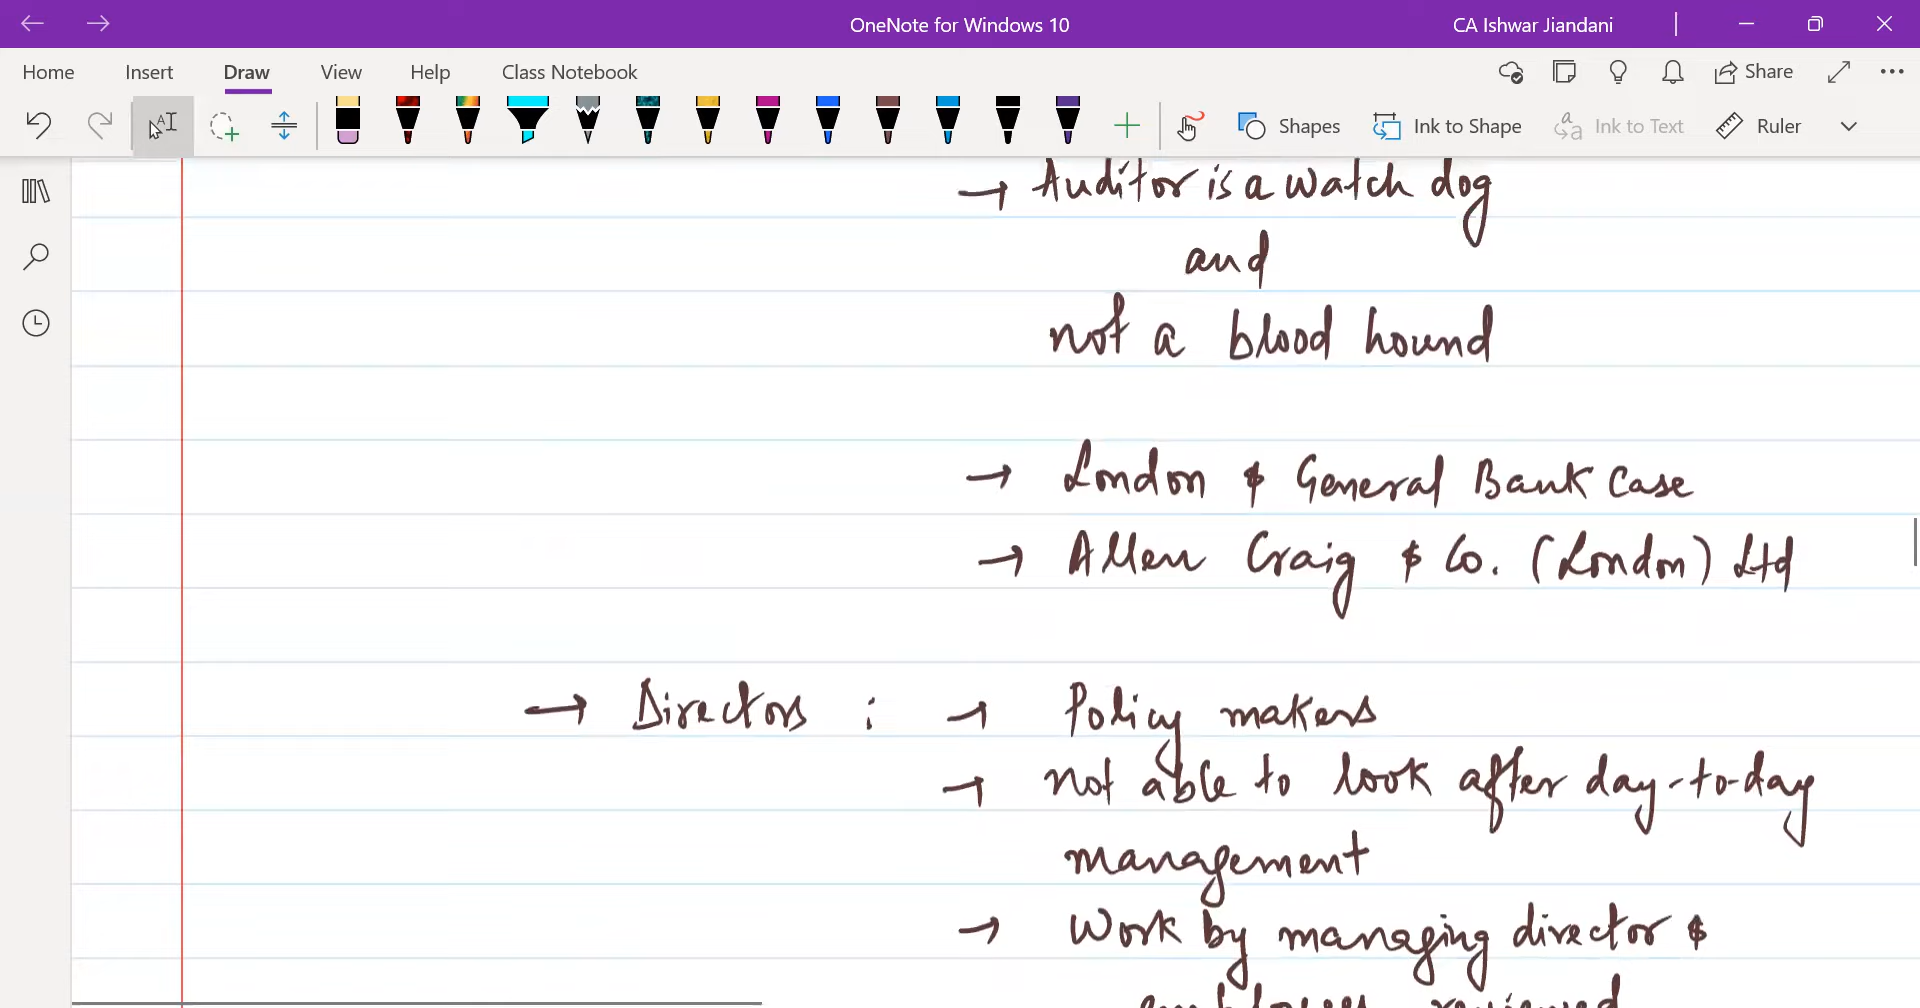 OneNote for Windows 10
CA Ishwar Jiandani
Home Insert Draw View Help Class Notebook
Share
Shapes Ink to Shape Ink to Text Ruler
→ Auditor is a watch dog
and
not a blood hound
→ London & General Bank Case
→ Allen Craig & Co. (London) Ltd
→ Directors : → Policy makers
→ not able to look after day-to-day
management
→ Work by managing director &
employees reviewed